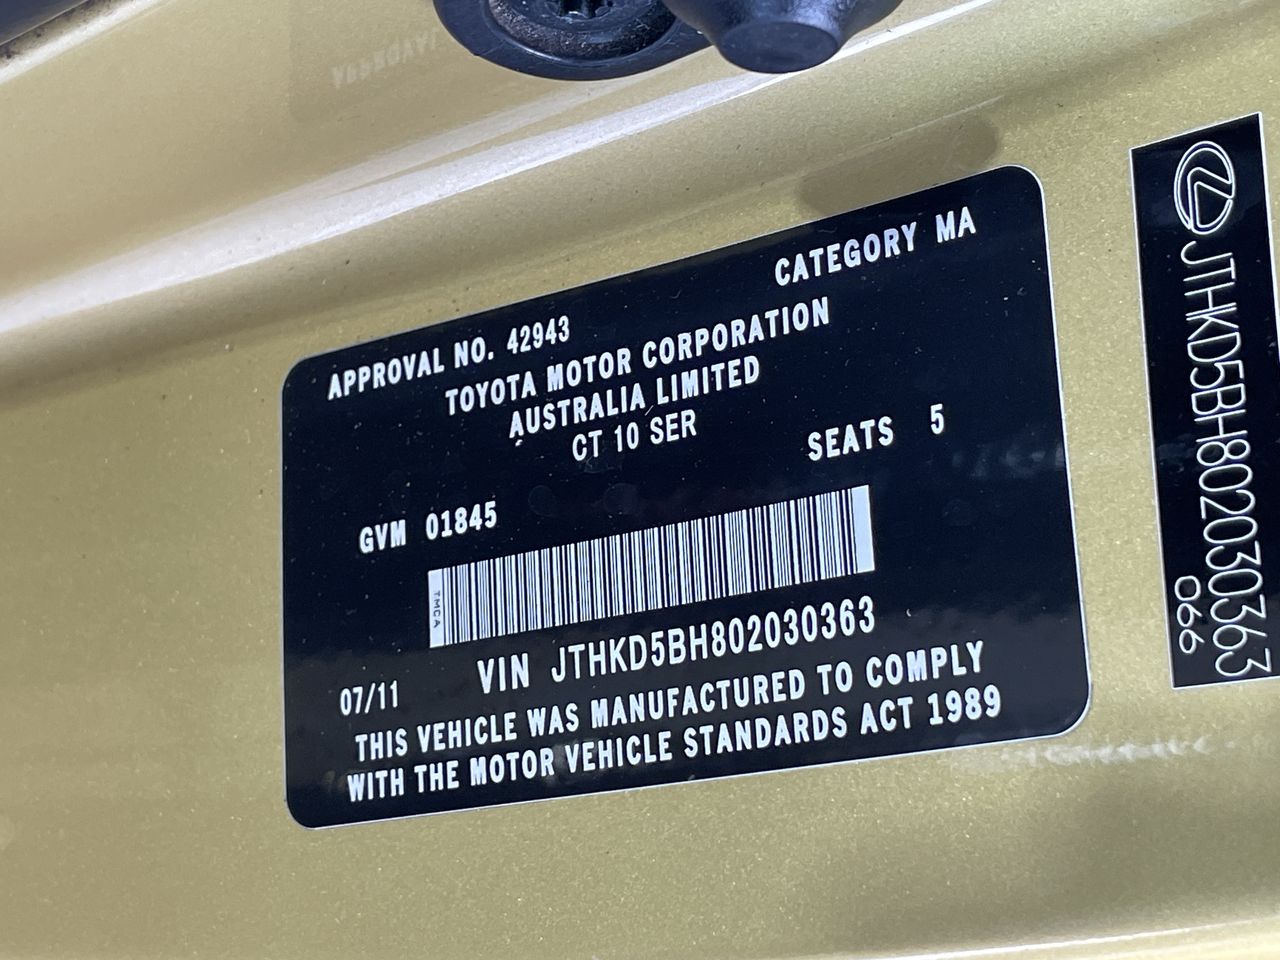 CATEGORY MA
APPROVAL NO. 42943
TOYOTA MOTOR CORPORATION
AUSTRALIA LIMITED
CT 10 SER
SEATS 5
GVM 01845
TMCA
VIN JTHKD5BH802030363
07/11
THIS VEHICLE WAS MANUFACTURED TO COMPLY
WITH THE MOTOR VEHICLE STANDARDS ACT 1989
JTHKD5BH802030363
066